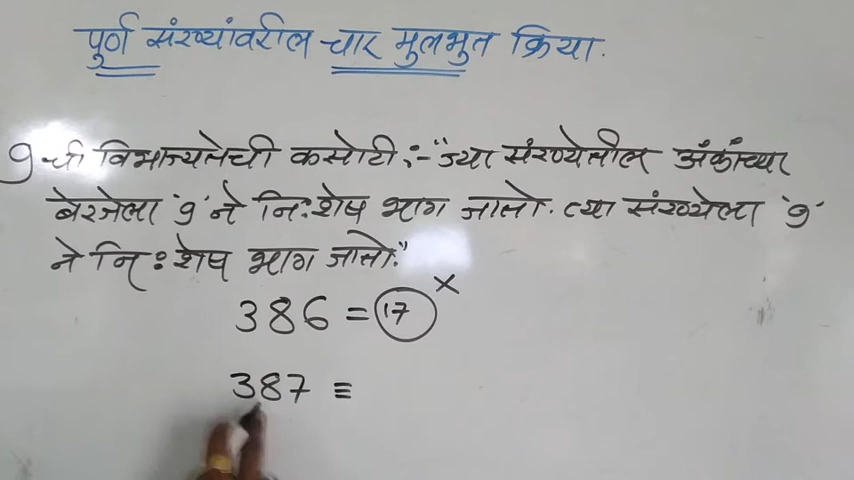 पुर्ण संख्यांवरील चार मुलभुत क्रिया.
9 ची विभाज्यतेची कसोटी :- "ज्या संख्येतील अंकांच्या
बेरजेला '9' ने नि:शेष भाग जातो. त्या संख्येला '9'
ने नि: शेष भाग जातो."
386 = 17 ×
387 =